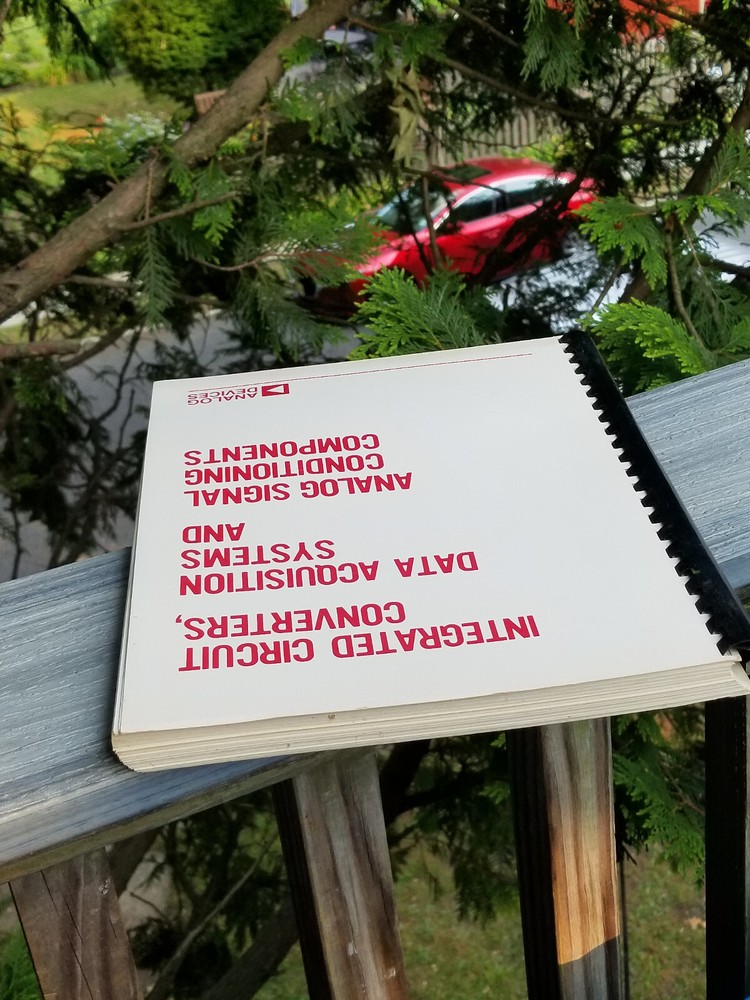 INTEGRATED CIRCUIT
CONVERTERS,
DATA ACQUISITION
SYSTEMS
AND
ANALOG SIGNAL
CONDITIONING
COMPONENTS
ANALOG
DEVICES